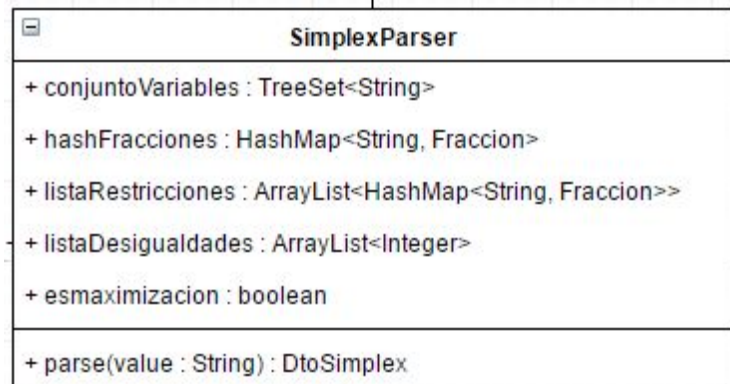 SimplexParser
+ conjuntoVariables : TreeSet<String>
+ hashFracciones : HashMap<String, Fraccion>
+ listaRestricciones : ArrayList<HashMap<String, Fraccion>>
+ listaDesigualdades : ArrayList<Integer>
+ esmaximizacion : boolean
+ parse(value : String) : DtoSimplex